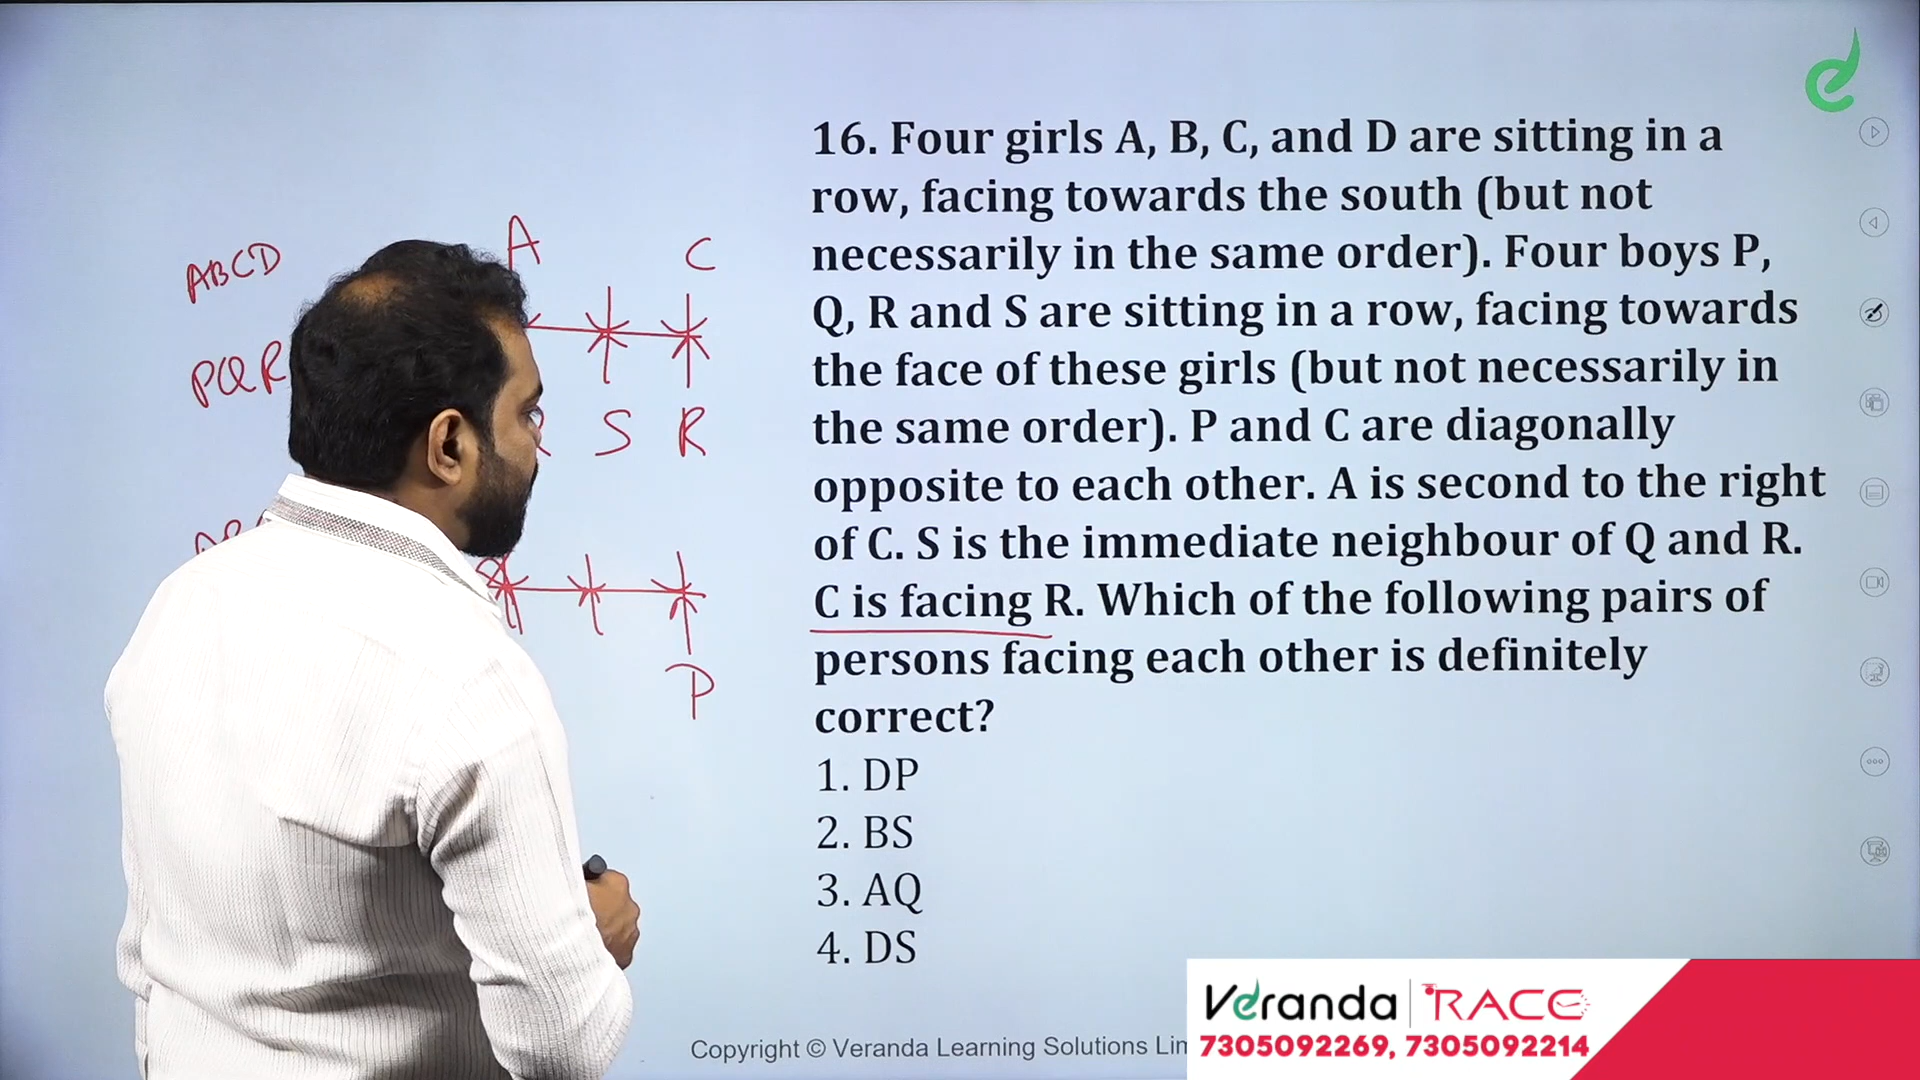 16. Four girls A, B, C, and D are sitting in a
row, facing towards the south (but not
necessarily in the same order). Four boys P,
Q, R and S are sitting in a row, facing towards
the face of these girls (but not necessarily in
the same order). P and C are diagonally
opposite to each other. A is second to the right
of C. S is the immediate neighbour of Q and R.
C is facing R. Which of the following pairs of
persons facing each other is definitely
correct?
1. DP
2. BS
3. AQ
4. DS
ABCD
PQR
A C
S R
P
Veranda RACE
7305092269, 7305092214
Copyright © Veranda Learning Solutions